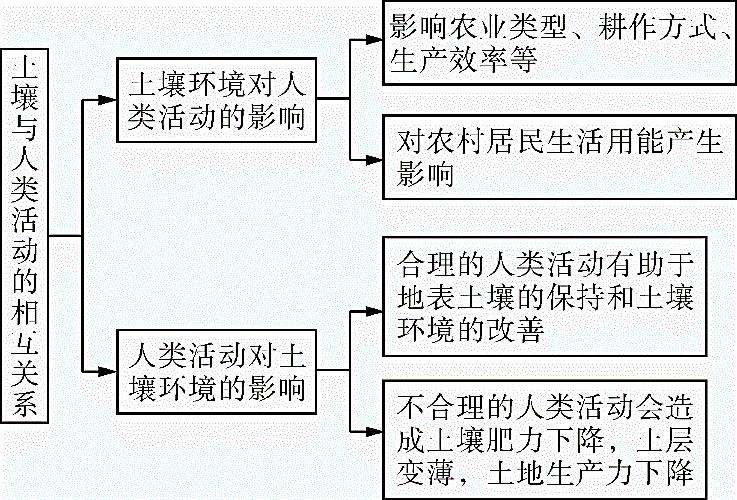 土壤与人类活动的相互关系
土壤环境对人
类活动的影响
影响农业类型、耕作方式、
生产效率等
对农村居民生活用能产生
影响
人类活动对土
壤环境的影响
合理的人类活动有助于
地表土壤的保持和土壤
环境的改善
不合理的人类活动会造
成土壤肥力下降，土层
变薄，土地生产力下降